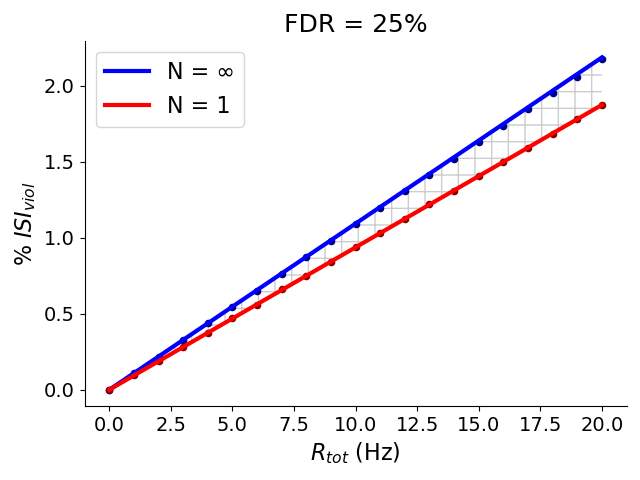 FDR = 25%
N = ∞
N = 1
% ISI_viol
2.0
1.5
1.0
0.5
0.0
0.0 2.5 5.0 7.5 10.0 12.5 15.0 17.5 20.0
R_tot (Hz)